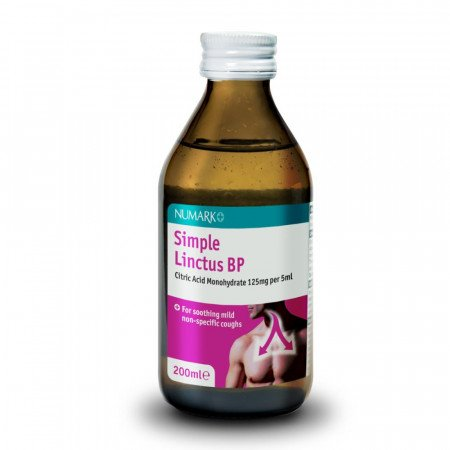 NUMARK
Simple
Linctus BP
Citric Acid Monohydrate 125mg per 5ml
For soothing mild
non-specific coughs
200ml℮